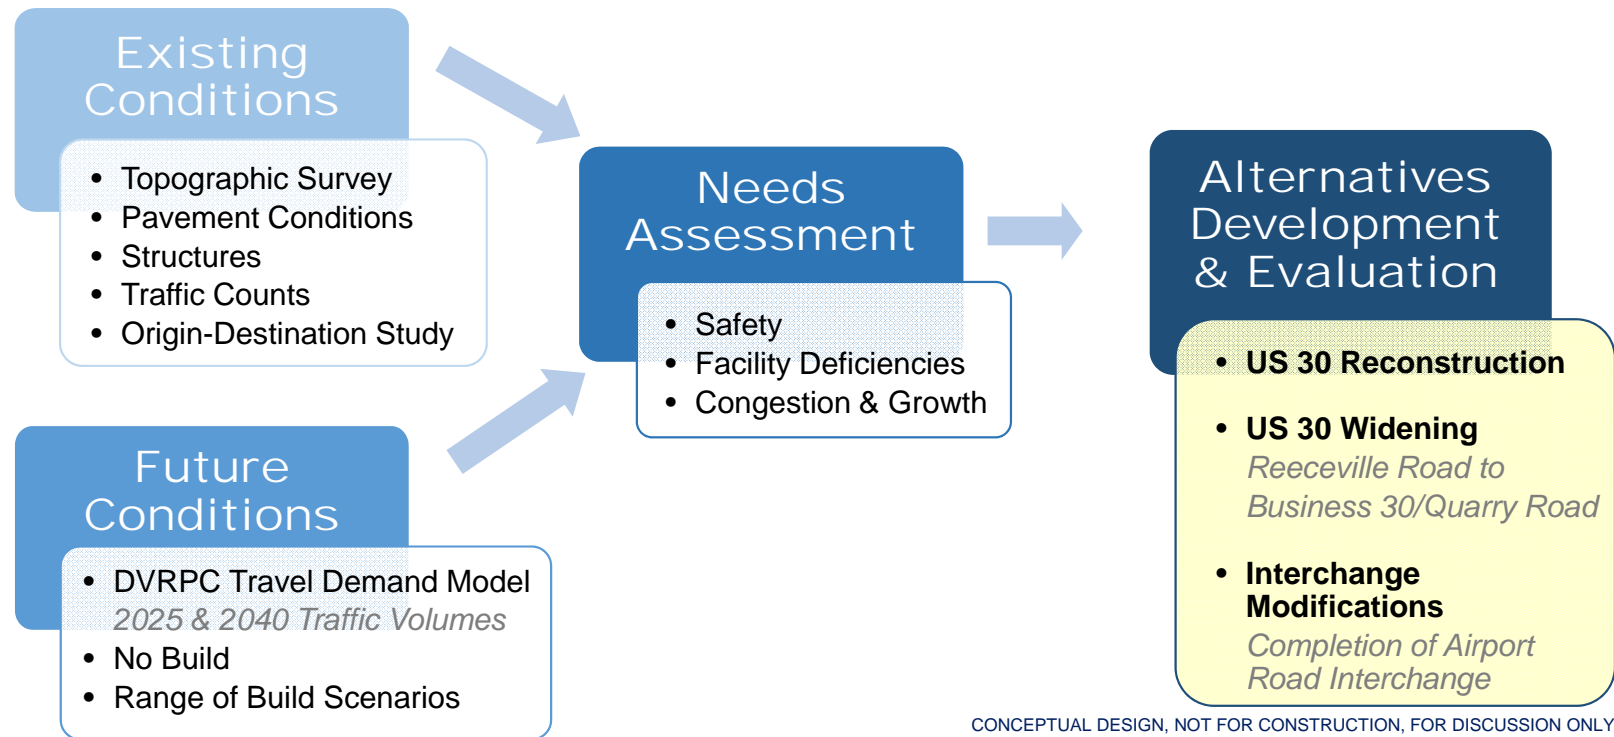 Existing
Conditions
• Topographic Survey
• Pavement Conditions
• Structures
• Traffic Counts
• Origin-Destination Study
Future
Conditions
• DVRPC Travel Demand Model
2025 & 2040 Traffic Volumes
• No Build
• Range of Build Scenarios
Needs
Assessment
• Safety
• Facility Deficiencies
• Congestion & Growth
Alternatives
Development
& Evaluation
• US 30 Reconstruction
• US 30 Widening
Reeceville Road to
Business 30/Quarry Road
• Interchange
Modifications
Completion of Airport
Road Interchange
CONCEPTUAL DESIGN, NOT FOR CONSTRUCTION, FOR DISCUSSION ONLY